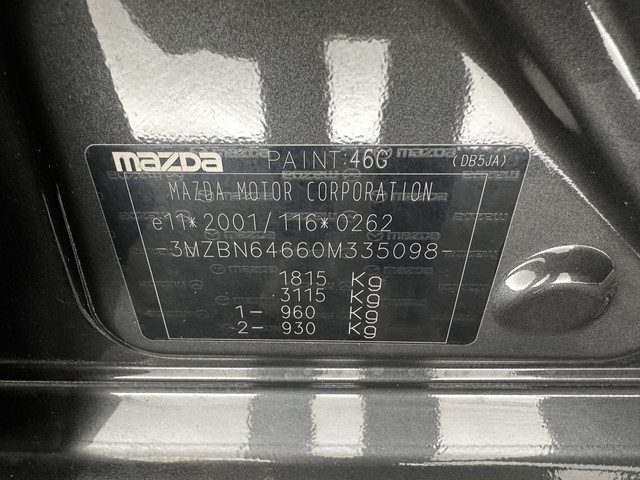 mazda PAINT:46G (DB5JA)
MAZDA MOTOR CORPORATION
e11*2001/116*0262
-3MZBN64660M335098-
1815 Kg
3115 Kg
1- 960 Kg
2- 930 Kg